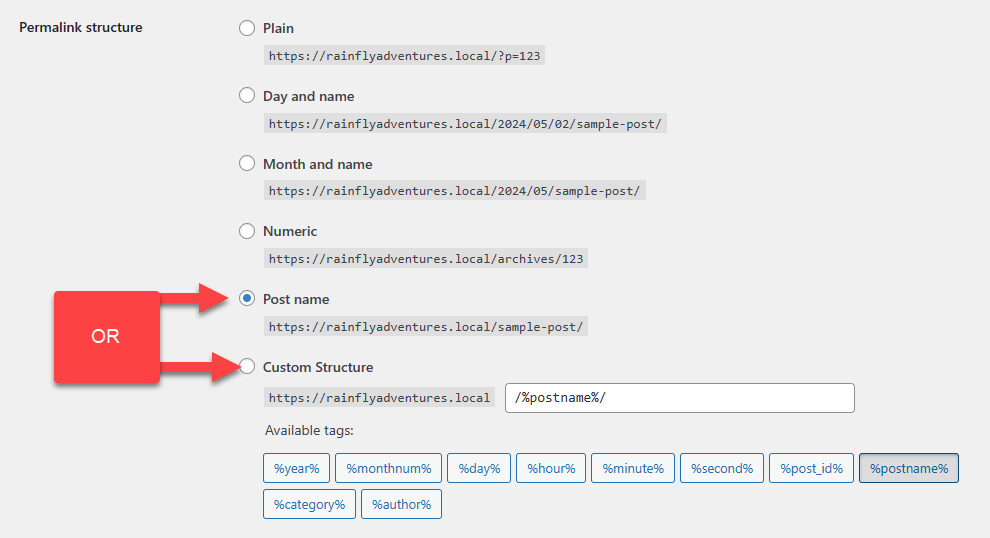 Permalink structure
Plain
https://rainflyadventures.local/?p=123
Day and name
https://rainflyadventures.local/2024/05/02/sample-post/
Month and name
https://rainflyadventures.local/2024/05/sample-post/
Numeric
https://rainflyadventures.local/archives/123
OR
Post name
https://rainflyadventures.local/sample-post/
Custom Structure
https://rainflyadventures.local /%postname%/
Available tags:
%year% %monthnum% %day% %hour% %minute% %second% %post_id% %postname%
%category% %author%